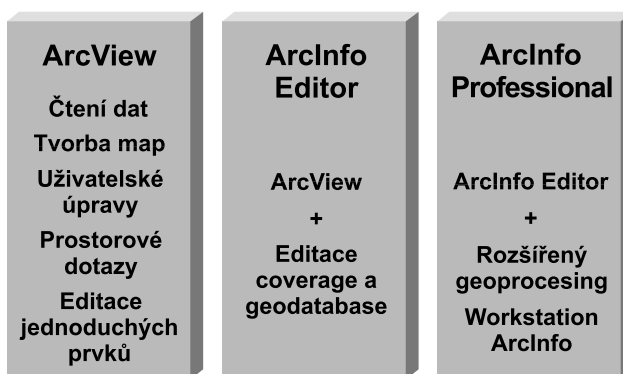 ArcView
Čtení dat
Tvorba map
Uživatelské
úpravy
Prostorové
dotazy
Editace
jednoduchých
prvků
ArcInfo
Editor
ArcView
+
Editace
coverage a
geodatabase
ArcInfo
Professional
ArcInfo Editor
+
Rozšířený
geoprocesing
Workstation
ArcInfo